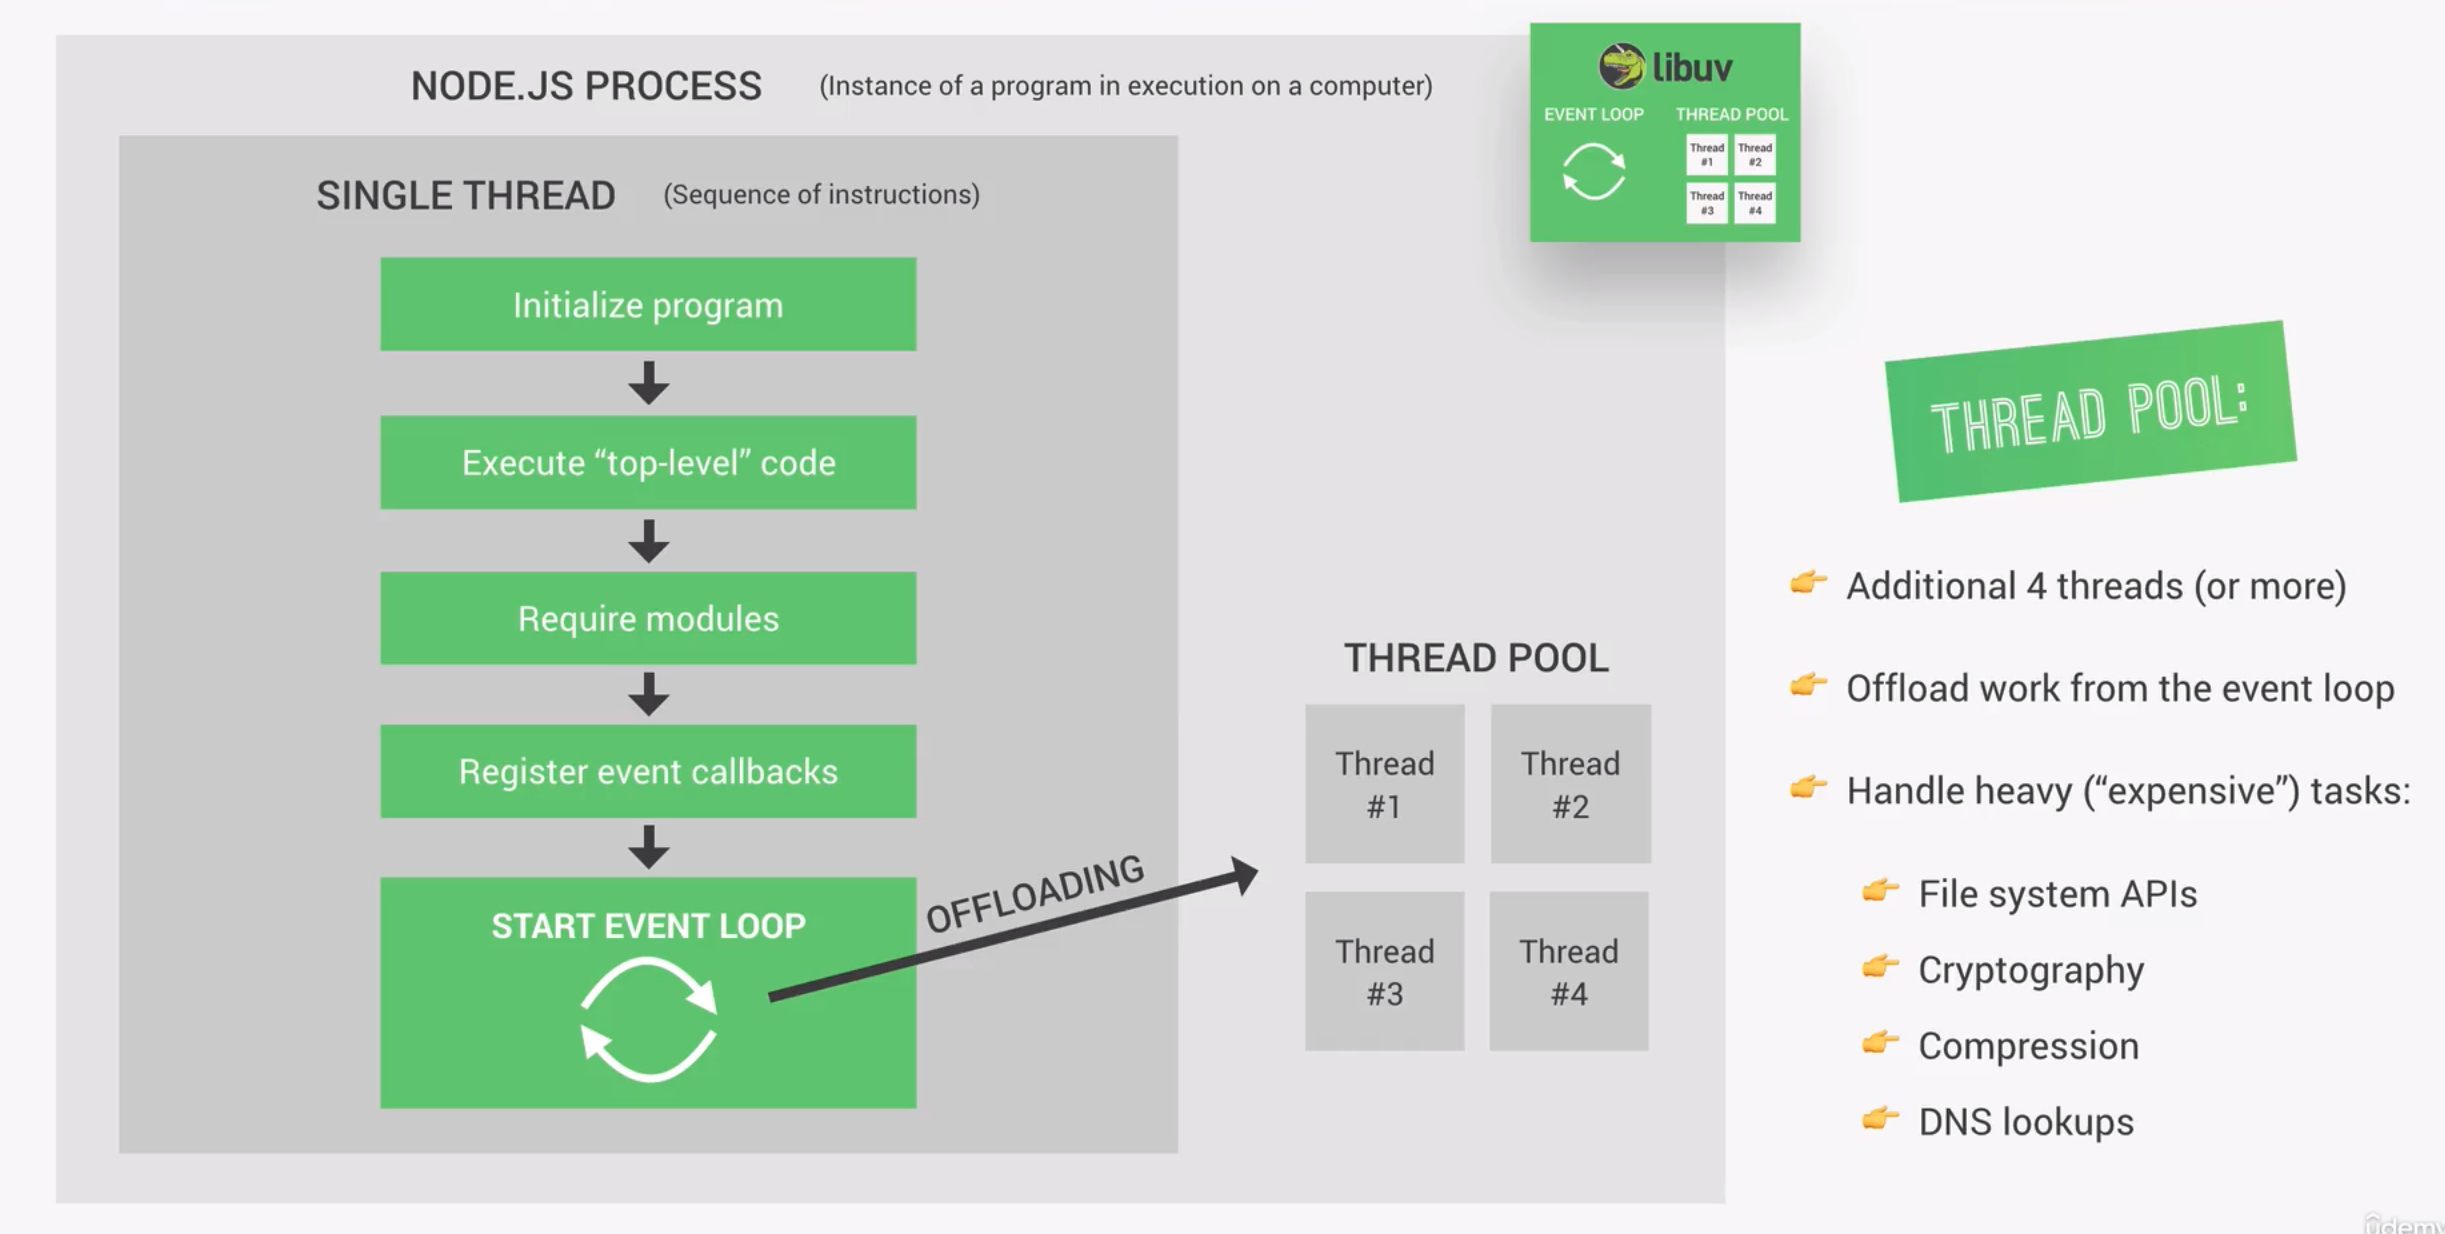 NODE.JS PROCESS (Instance of a program in execution on a computer)
libuv
EVENT LOOP THREAD POOL
Thread #1
Thread #2
Thread #3
Thread #4
SINGLE THREAD (Sequence of instructions)
Initialize program
Execute “top-level” code
Require modules
Register event callbacks
START EVENT LOOP
OFFLOADING
THREAD POOL
Thread #1
Thread #2
Thread #3
Thread #4
THREAD POOL:
👉 Additional 4 threads (or more)
👉 Offload work from the event loop
👉 Handle heavy (“expensive”) tasks:
👉 File system APIs
👉 Cryptography
👉 Compression
👉 DNS lookups
ûdemy